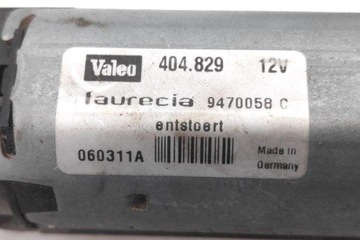 Valeo 404.829 12V
faurecia 9470058 C
entstoert
060311A Made in
Germany